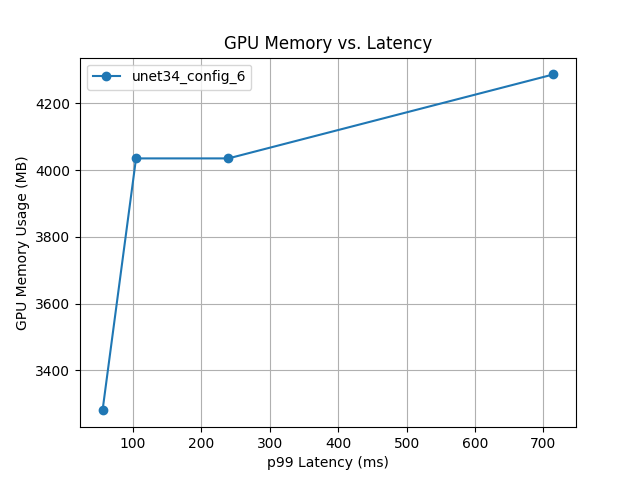 GPU Memory vs. Latency
unet34_config_6
4200
4000
3800
3600
3400
GPU Memory Usage (MB)
100 200 300 400 500 600 700
p99 Latency (ms)